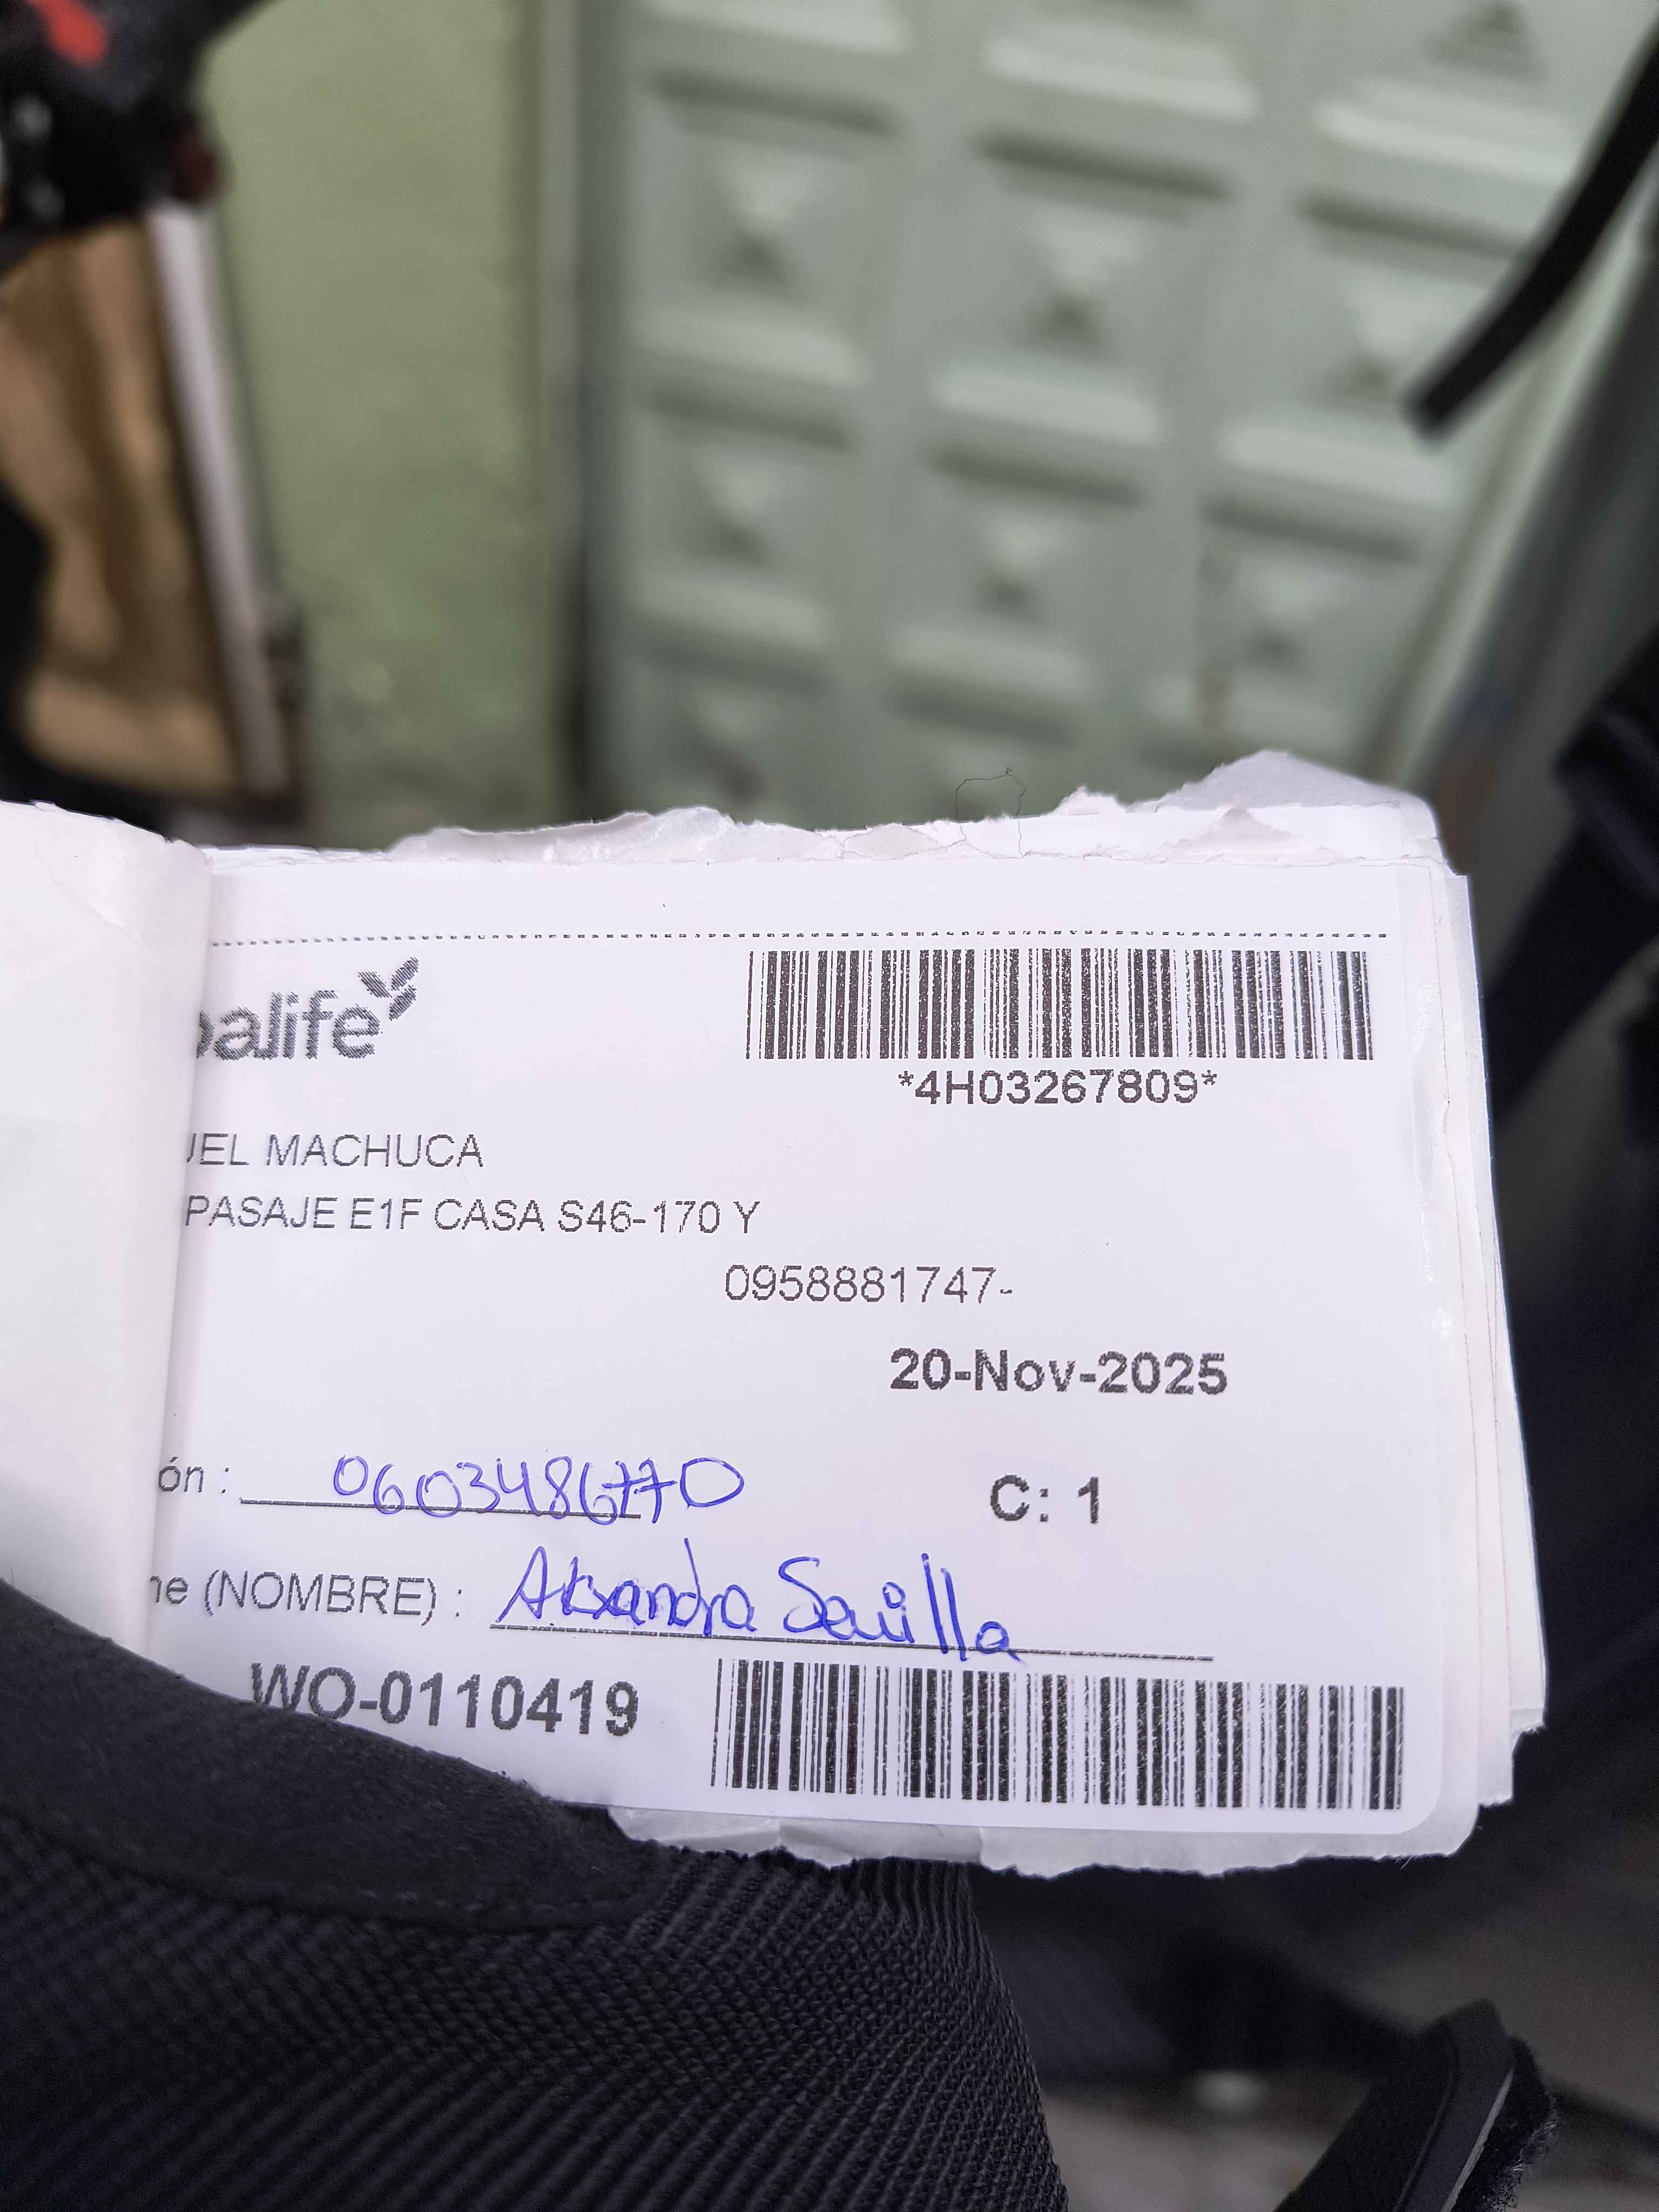 balife
*4H03267809*
UEL MACHUCA
PASAJE E1F CASA S46-170 Y
0958881747-
20-Nov-2025
ón : 0603486770
C: 1
ne (NOMBRE) : Alexandra Sevilla
WO-0110419